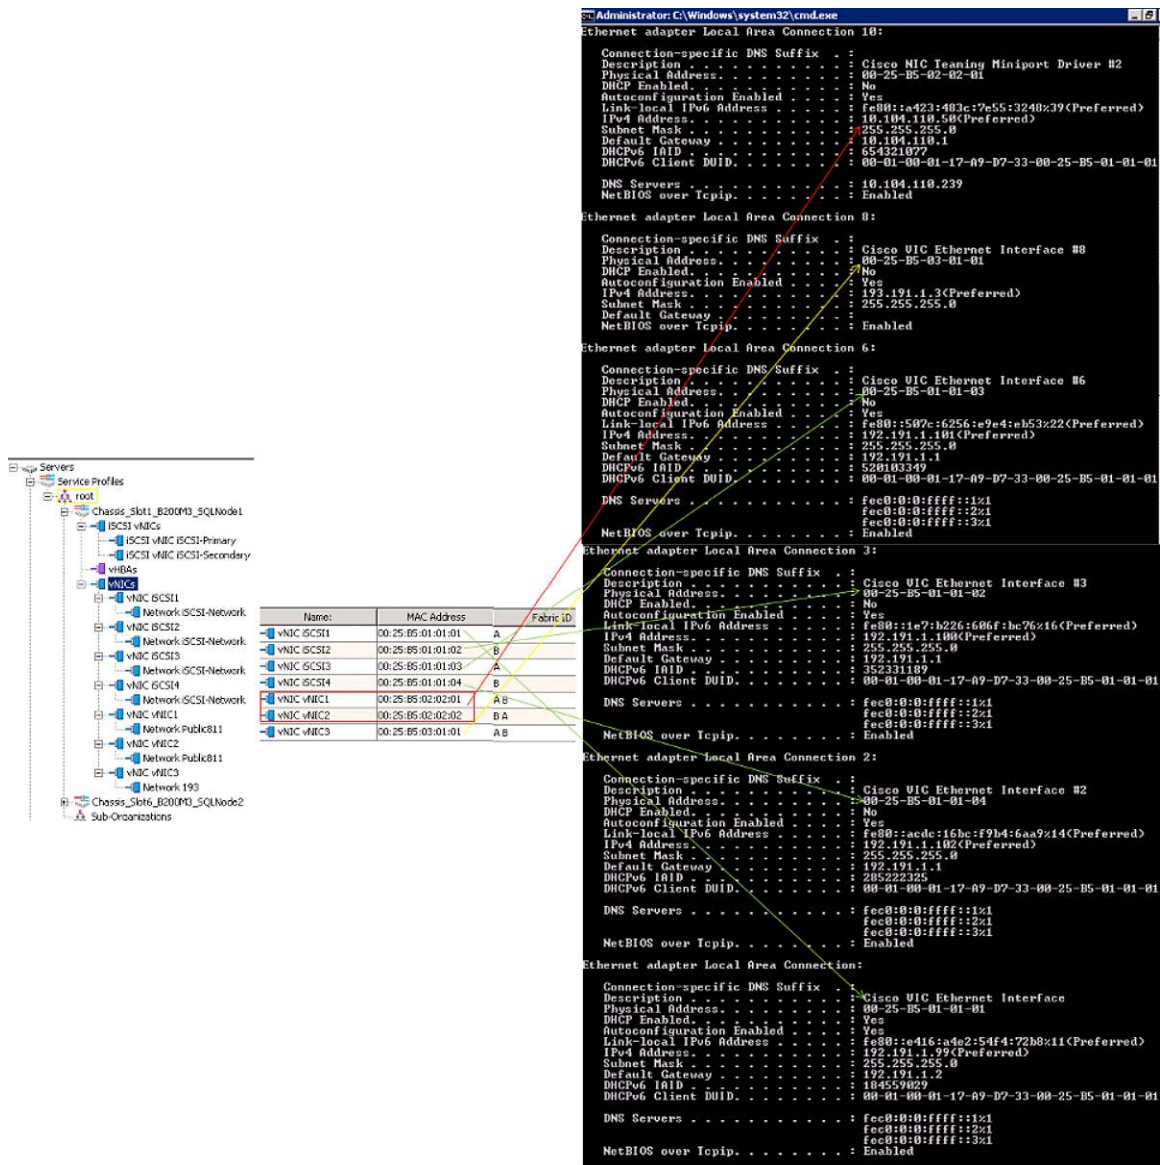 Servers
Service Profiles
root
Chassis_Slot1_B200M3_SQLNode1
iSCSI vNICs
iSCSI vNIC iSCSI-Primary
iSCSI vNIC iSCSI-Secondary
vHBAs
vNICs
vNIC iSCSI1
Network iSCSI-Network
vNIC iSCSI2
Network iSCSI-Network
vNIC iSCSI3
Network iSCSI-Network
vNIC iSCSI4
Network iSCSI-Network
vNIC vNIC1
Network Public811
vNIC vNIC2
Network Public811
vNIC vNIC3
Network 193
Chassis_Slot6_B200M3_SQLNode2
Sub-Organizations
Name: MAC Address Fabric ID
vNIC iSCSI1 00:25:B5:01:01:01 A
vNIC iSCSI2 00:25:B5:01:01:02 B
vNIC iSCSI3 00:25:B5:01:01:03 A
vNIC iSCSI4 00:25:B5:01:01:04 B
vNIC vNIC1 00:25:B5:02:02:01 A B
vNIC vNIC2 00:25:B5:02:02:02 B A
vNIC vNIC3 00:25:B5:03:01:01 A B
Administrator: C:\Windows\system32\cmd.exe
Ethernet adapter Local Area Connection 10:
Connection-specific DNS Suffix . :
Description . . . . . . . . . . . : Cisco NIC Teaming Miniport Driver #2
Physical Address. . . . . . . . . : 00-25-B5-02-02-01
DHCP Enabled. . . . . . . . . . . : No
Autoconfiguration Enabled . . . . : Yes
Link-local IPv6 Address . . . . . : fe80::a423:483c:7e55:3248%39(Preferred)
IPv4 Address. . . . . . . . . . . : 10.104.110.50(Preferred)
Subnet Mask . . . . . . . . . . . : 255.255.255.0
Default Gateway . . . . . . . . . : 10.104.110.1
DHCPv6 IAID . . . . . . . . . . . : 654321077
DHCPv6 Client DUID. . . . . . . . : 00-01-00-01-17-A9-D7-33-00-25-B5-01-01-01
DNS Servers . . . . . . . . . . . : 10.104.110.239
NetBIOS over Tcpip. . . . . . . . : Enabled
Ethernet adapter Local Area Connection 8:
Connection-specific DNS Suffix . :
Description . . . . . . . . . . . : Cisco VIC Ethernet Interface #8
Physical Address. . . . . . . . . : 00-25-B5-03-01-01
DHCP Enabled. . . . . . . . . . . : No
Autoconfiguration Enabled . . . . : Yes
IPv4 Address. . . . . . . . . . . : 193.191.1.3(Preferred)
Subnet Mask . . . . . . . . . . . : 255.255.255.0
Default Gateway . . . . . . . . . :
NetBIOS over Tcpip. . . . . . . . : Enabled
Ethernet adapter Local Area Connection 6:
Connection-specific DNS Suffix . :
Description . . . . . . . . . . . : Cisco VIC Ethernet Interface #6
Physical Address. . . . . . . . . : 00-25-B5-01-01-03
DHCP Enabled. . . . . . . . . . . : No
Autoconfiguration Enabled . . . . : Yes
Link-local IPv6 Address . . . . . : fe80::507c:6256:e9e4:eb53%22(Preferred)
IPv4 Address. . . . . . . . . . . : 192.191.1.101(Preferred)
Subnet Mask . . . . . . . . . . . : 255.255.255.0
Default Gateway . . . . . . . . . : 192.191.1.1
DHCPv6 IAID . . . . . . . . . . . : 520103349
DHCPv6 Client DUID. . . . . . . . : 00-01-00-01-17-A9-D7-33-00-25-B5-01-01-01
DNS Servers . . . . . . . . . . . : fec0:0:0:ffff::1%1
fec0:0:0:ffff::2%1
fec0:0:0:ffff::3%1
NetBIOS over Tcpip. . . . . . . . : Enabled
Ethernet adapter Local Area Connection 3:
Connection-specific DNS Suffix . :
Description . . . . . . . . . . . : Cisco VIC Ethernet Interface #3
Physical Address. . . . . . . . . : 00-25-B5-01-01-02
DHCP Enabled. . . . . . . . . . . : No
Autoconfiguration Enabled . . . . : Yes
Link-local IPv6 Address . . . . . : fe80::1e7:b226:606f:bc76%16(Preferred)
IPv4 Address. . . . . . . . . . . : 192.191.1.100(Preferred)
Subnet Mask . . . . . . . . . . . : 255.255.255.0
Default Gateway . . . . . . . . . : 192.191.1.1
DHCPv6 IAID . . . . . . . . . . . : 352331189
DHCPv6 Client DUID. . . . . . . . : 00-01-00-01-17-A9-D7-33-00-25-B5-01-01-01
DNS Servers . . . . . . . . . . . : fec0:0:0:ffff::1%1
fec0:0:0:ffff::2%1
fec0:0:0:ffff::3%1
NetBIOS over Tcpip. . . . . . . . : Enabled
Ethernet adapter Local Area Connection 2:
Connection-specific DNS Suffix . :
Description . . . . . . . . . . . : Cisco VIC Ethernet Interface #2
Physical Address. . . . . . . . . : 00-25-B5-01-01-04
DHCP Enabled. . . . . . . . . . . : No
Autoconfiguration Enabled . . . . : Yes
Link-local IPv6 Address . . . . . : fe80::acdc:16bc:f9b4:6aa9%14(Preferred)
IPv4 Address. . . . . . . . . . . : 192.191.1.102(Preferred)
Subnet Mask . . . . . . . . . . . : 255.255.255.0
Default Gateway . . . . . . . . . : 192.191.1.1
DHCPv6 IAID . . . . . . . . . . . : 285222325
DHCPv6 Client DUID. . . . . . . . : 00-01-00-01-17-A9-D7-33-00-25-B5-01-01-01
DNS Servers . . . . . . . . . . . : fec0:0:0:ffff::1%1
fec0:0:0:ffff::2%1
fec0:0:0:ffff::3%1
NetBIOS over Tcpip. . . . . . . . : Enabled
Ethernet adapter Local Area Connection:
Connection-specific DNS Suffix . :
Description . . . . . . . . . . . : Cisco VIC Ethernet Interface
Physical Address. . . . . . . . . : 00-25-B5-01-01-01
DHCP Enabled. . . . . . . . . . . : Yes
Autoconfiguration Enabled . . . . : Yes
Link-local IPv6 Address . . . . . : fe80::e416:a4e2:54f4:72b8%11(Preferred)
IPv4 Address. . . . . . . . . . . : 192.191.1.99(Preferred)
Subnet Mask . . . . . . . . . . . : 255.255.255.0
Default Gateway . . . . . . . . . : 192.191.1.2
DHCPv6 IAID . . . . . . . . . . . : 184559029
DHCPv6 Client DUID. . . . . . . . : 00-01-00-01-17-A9-D7-33-00-25-B5-01-01-01
DNS Servers . . . . . . . . . . . : fec0:0:0:ffff::1%1
fec0:0:0:ffff::2%1
fec0:0:0:ffff::3%1
NetBIOS over Tcpip. . . . . . . . : Enabled